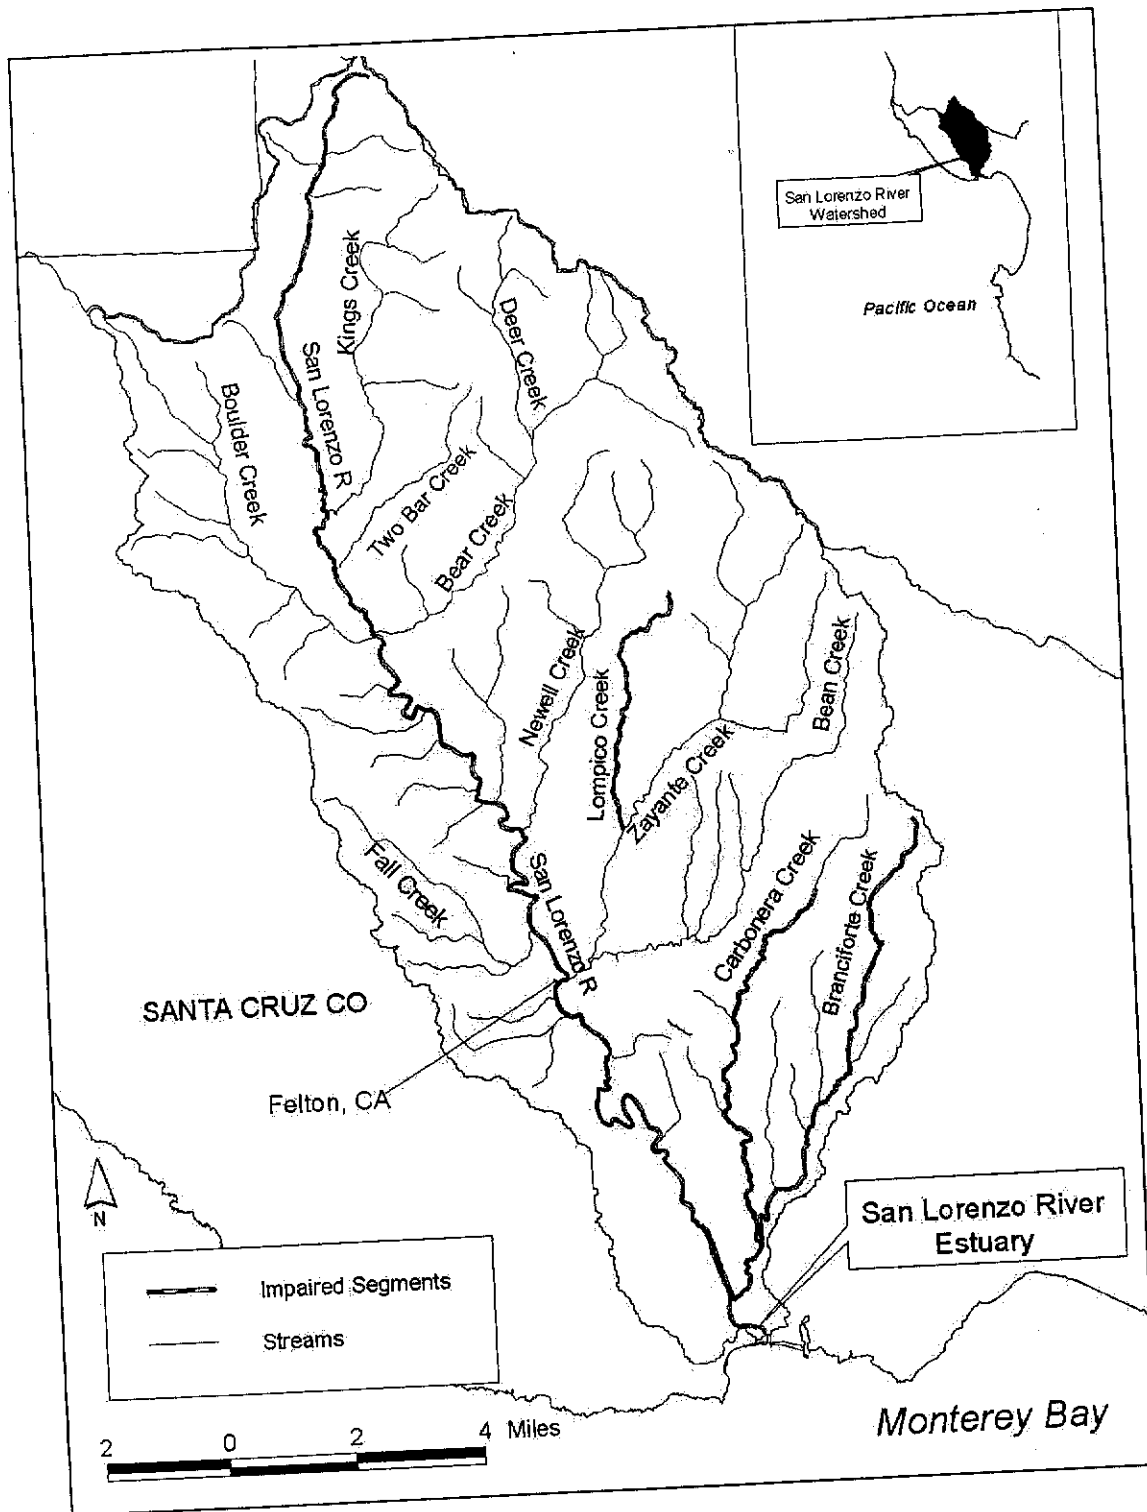 San Lorenzo River
Watershed
Pacific Ocean
Kings Creek
Deer Creek
San Lorenzo R
Boulder Creek
Two Bar Creek
Bear Creek
Newell Creek
Lompico Creek
Bean Creek
Zayante Creek
Fall Creek
San Lorenzo R
Carbonera Creek
Branciforte Creek
SANTA CRUZ CO
Felton, CA
N
San Lorenzo River
Estuary
Impaired Segments
Streams
2 0 2 4 Miles
Monterey Bay